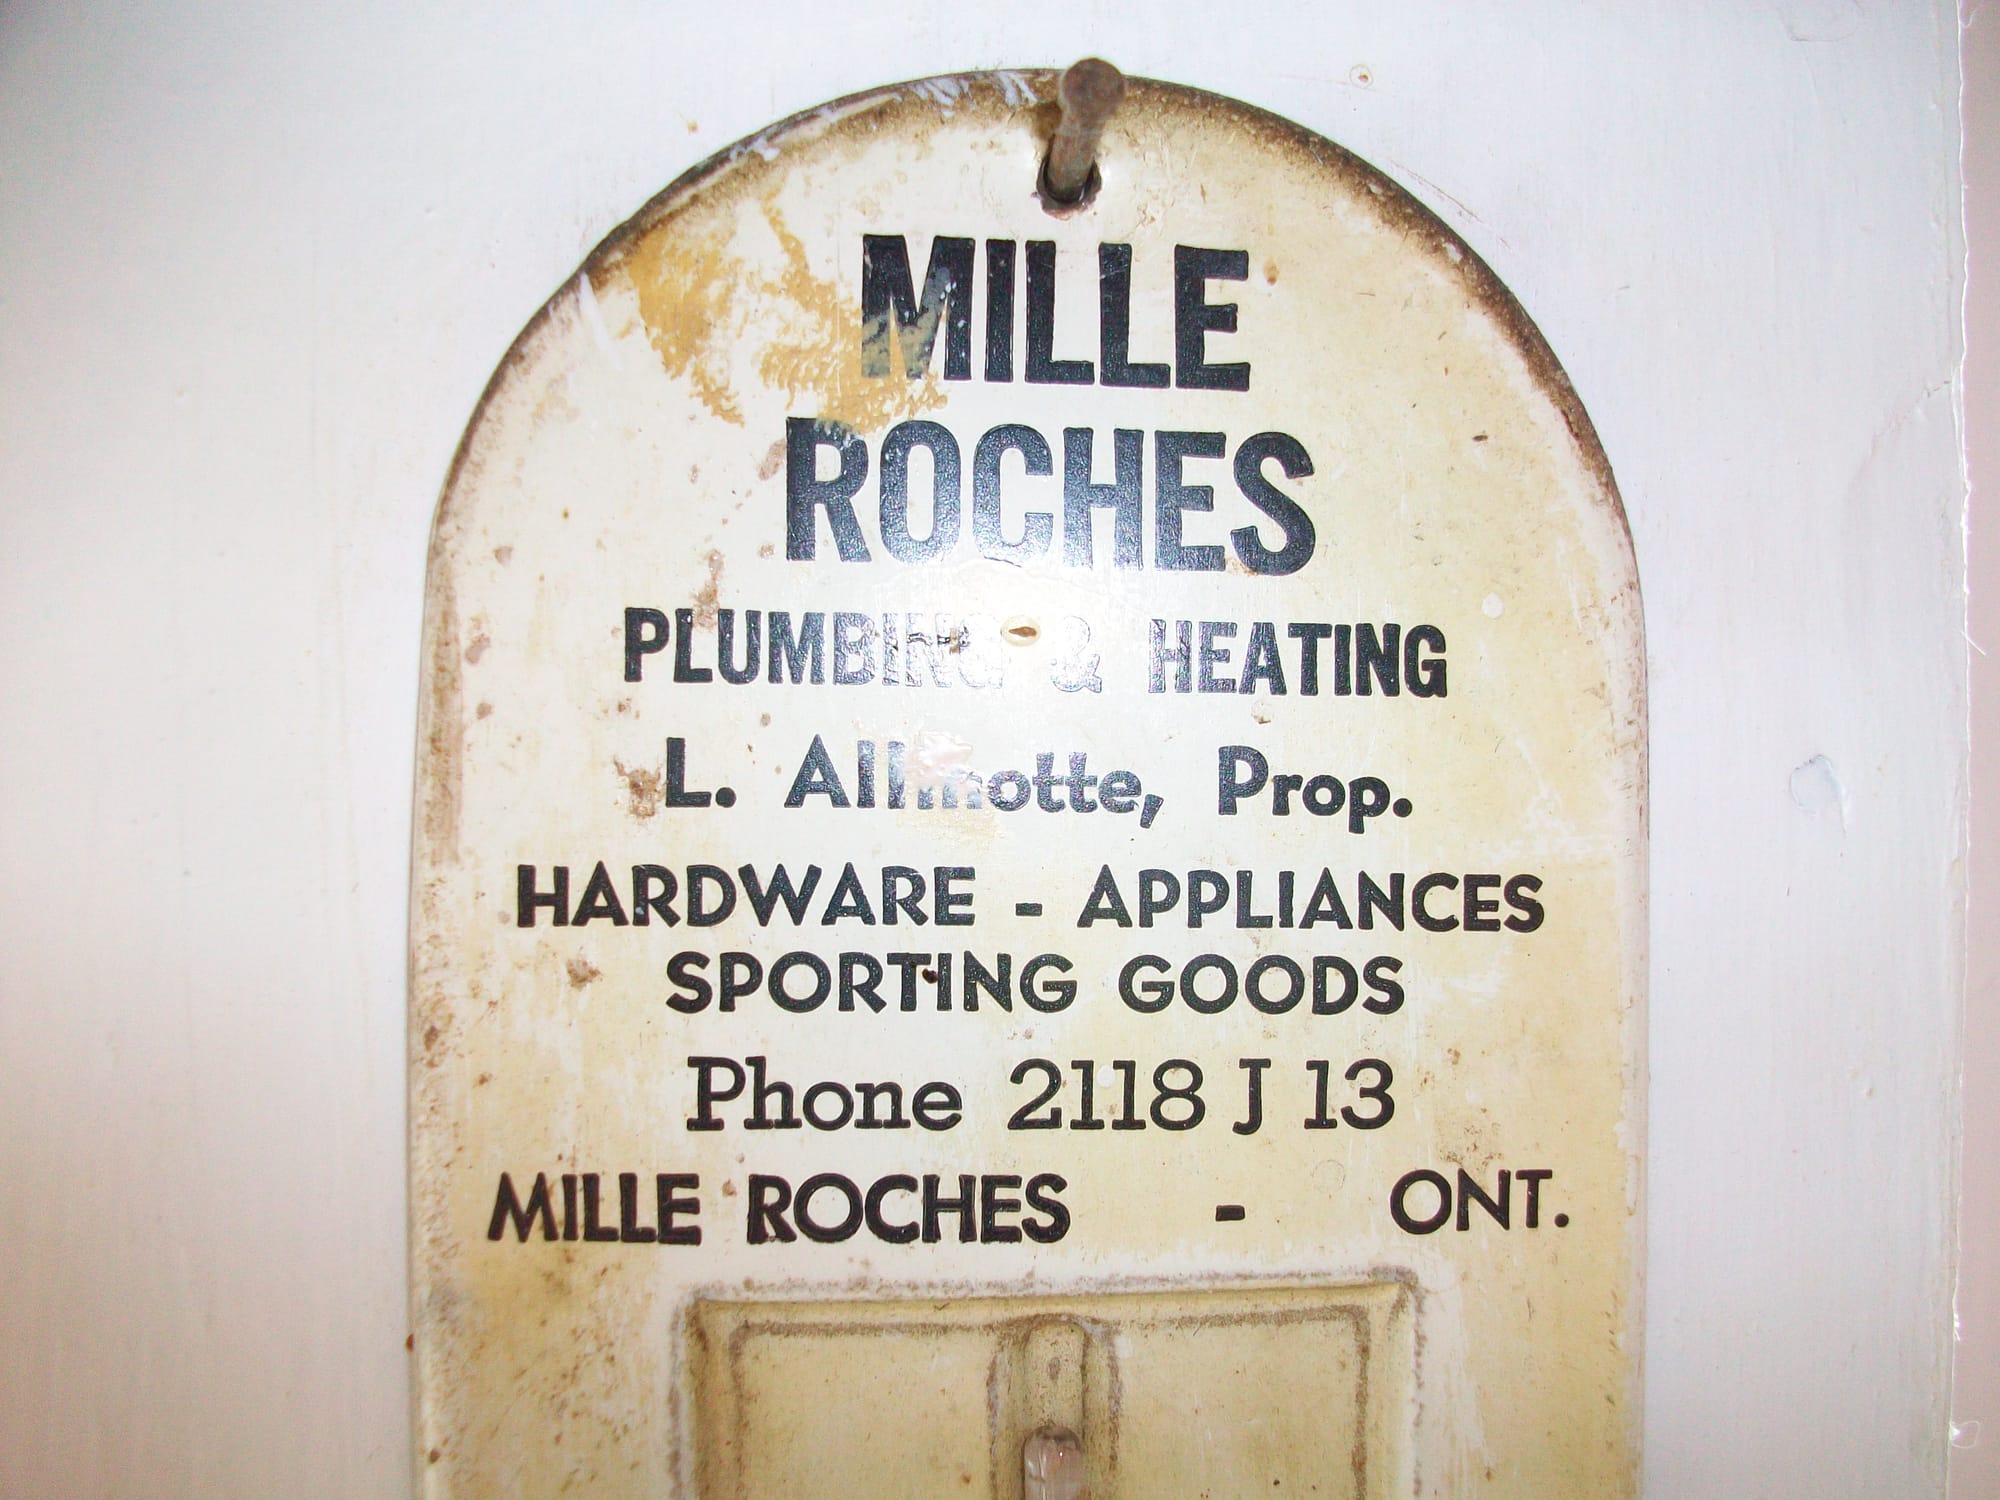 MILLE
ROCHES
PLUMBING & HEATING
L. Prop.
HARDWARE - APPLIANCES
SPORTING GOODS
Phone 2118 J 13
MILLE ROCHES - ONT.